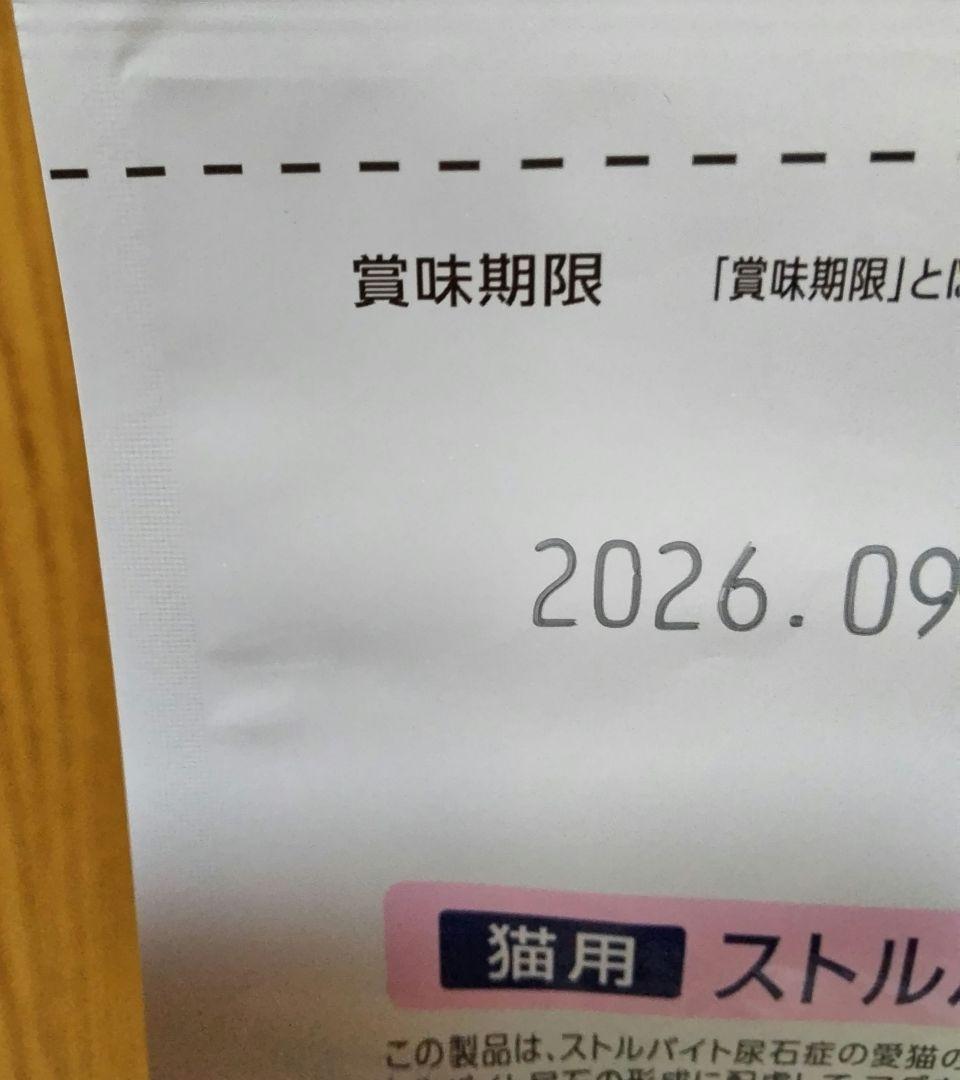 賞味期限 「賞味期限」とは
2026.09
猫用 ストル
この製品は、ストルバイト尿石症の愛猫の